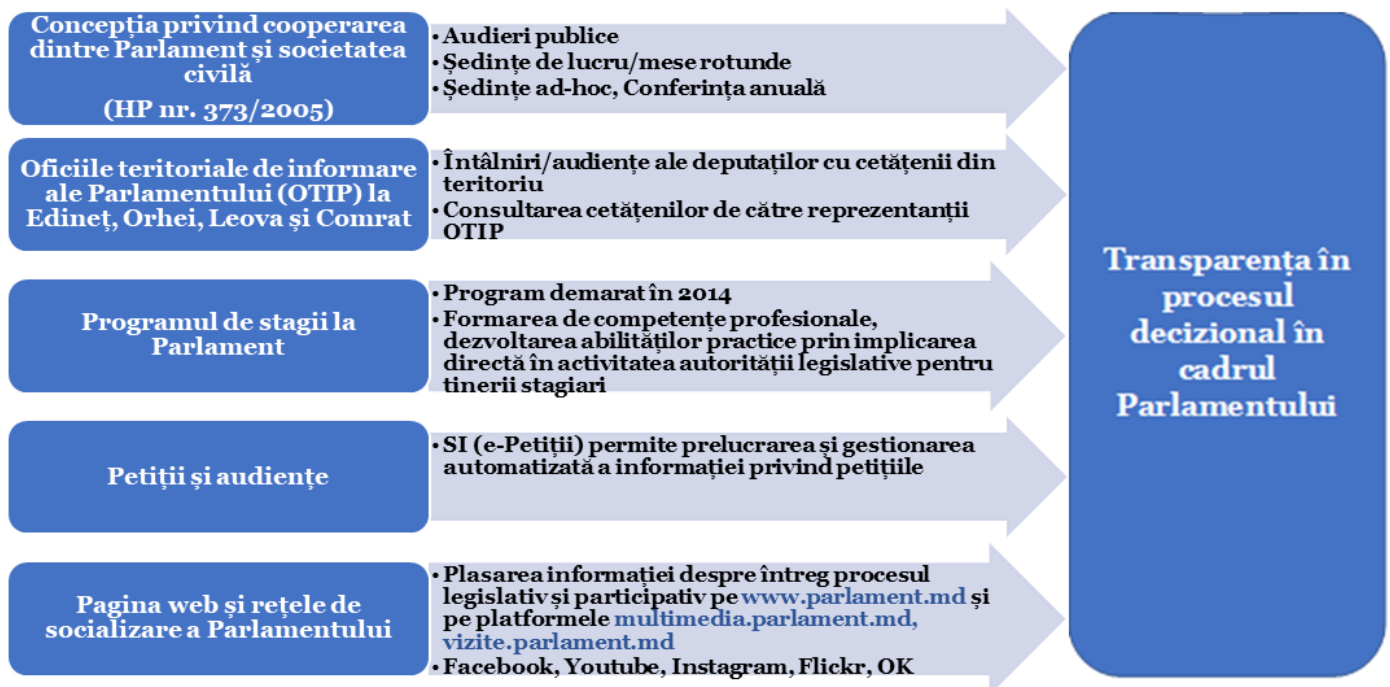 Concepția privind cooperarea
dintre Parlament și societatea
civilă
(HP nr. 373/2005)
• Audieri publice
• Ședințe de lucru/mese rotunde
• Ședințe ad-hoc, Conferința anuală
Oficiile teritoriale de informare
ale Parlamentului (OTIP) la
Edineț, Orhei, Leova și Comrat
• Întâlniri/audiențe ale deputaților cu cetățenii din
teritoriu
• Consultarea cetățenilor de către reprezentanții
OTIP
Programul de stagii la
Parlament
• Program demarat în 2014
• Formarea de competențe profesionale,
dezvoltarea abilităților practice prin implicarea
directă în activitatea autorității legislative pentru
tinerii stagiari
Petiții și audiențe
• SI (e-Petiții) permite prelucrarea și gestionarea
automatizată a informației privind petițiile
Pagina web și rețele de
socializare a Parlamentului
• Plasarea informației despre întreg procesul
legislativ și participativ pe www.parlament.md și
pe platformele multimedia.parlament.md,
vizite.parlament.md
• Facebook, Youtube, Instagram, Flickr, OK
Transparența în
procesul
decizional în
cadrul
Parlamentului